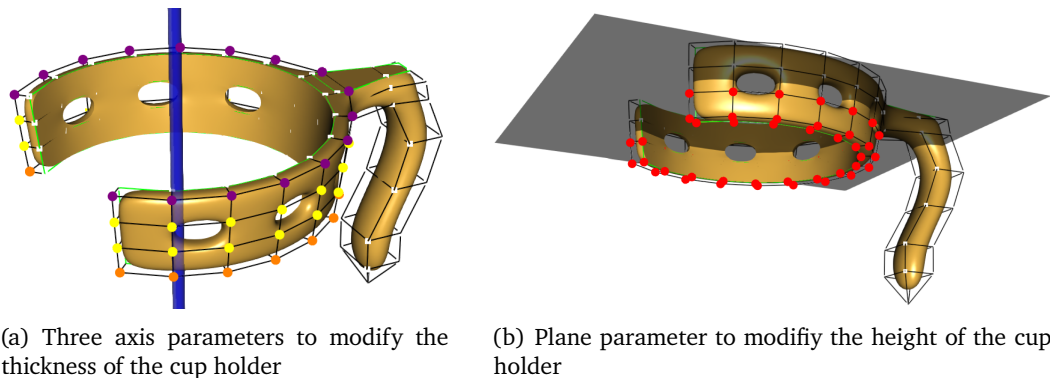 (a) Three axis parameters to modify the
thickness of the cup holder
(b) Plane parameter to modifiy the height of the cup
holder